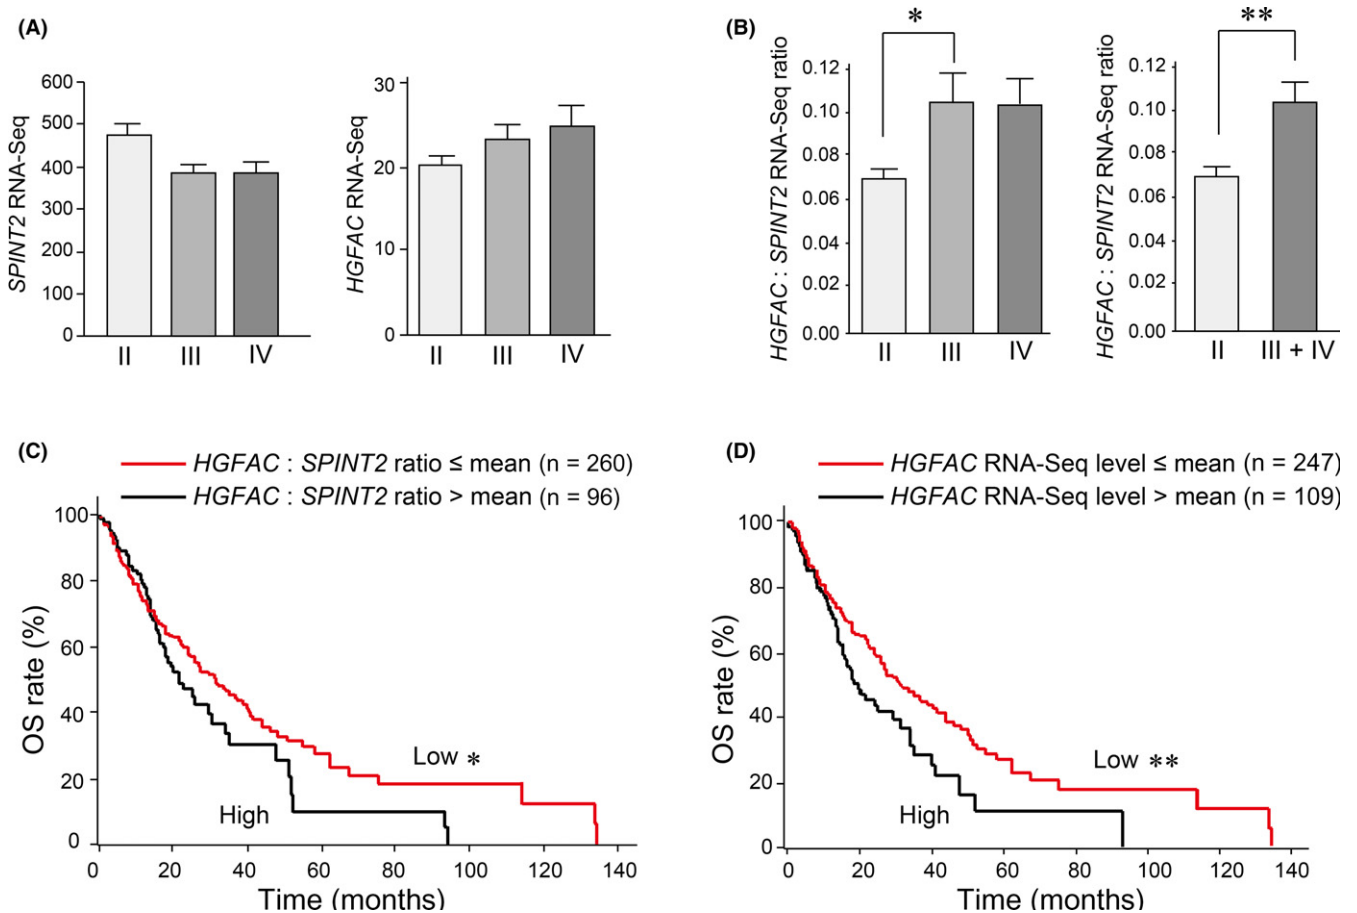 (A)
SPINT2 RNA-Seq
600
500
400
300
200
100
0
II III IV
HGFAC RNA-Seq
30
20
10
0
II III IV
(B)
*
HGFAC : SPINT2 RNA-Seq ratio
0.12
0.10
0.08
0.06
0.04
0.02
0.00
II III IV
**
HGFAC : SPINT2 RNA-Seq ratio
0.12
0.10
0.08
0.06
0.04
0.02
0.00
II III + IV
(C)
HGFAC : SPINT2 ratio ≤ mean (n = 260)
HGFAC : SPINT2 ratio > mean (n = 96)
OS rate (%)
100
80
60
40
20
0
Low *
High
0 20 40 60 80 100 120 140
Time (months)
(D)
HGFAC RNA-Seq level ≤ mean (n = 247)
HGFAC RNA-Seq level > mean (n = 109)
OS rate (%)
100
80
60
40
20
0
Low **
High
0 20 40 60 80 100 120 140
Time (months)